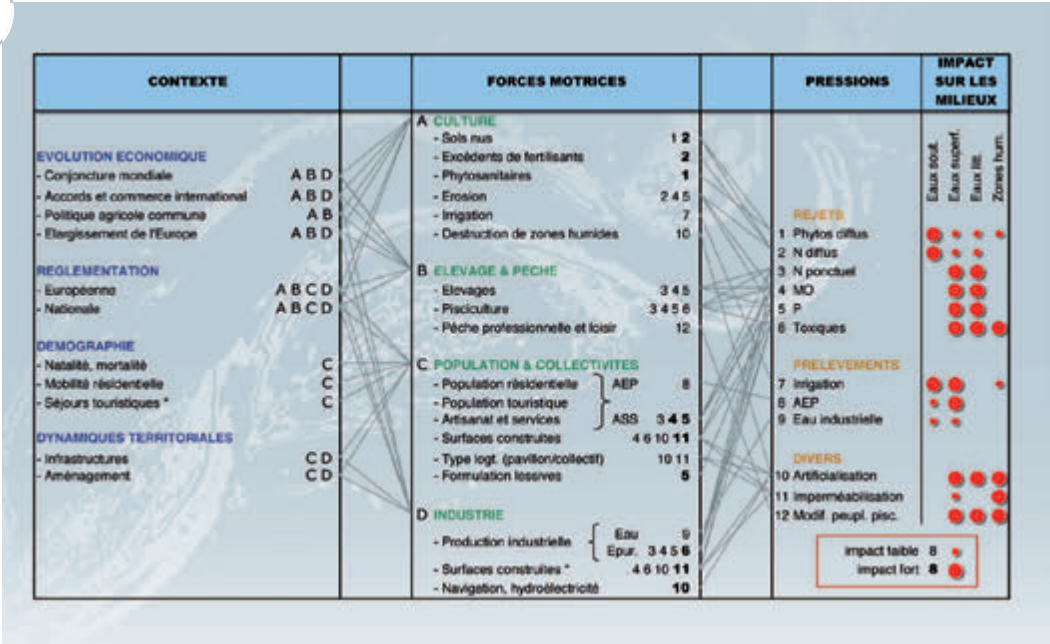 CONTEXTE
FORCES MOTRICES
PRESSIONS
IMPACT
SUR LES
MILIEUX
EVOLUTION ECONOMIQUE
- Conjoncture mondiale A B D
- Accords et commerce international A B D
- Politique agricole commune A B
- Elargissement de l'Europe A B D
REGLEMENTATION
- Européenne A B C D
- Nationale A B C D
DEMOGRAPHIE
- Natalité, mortalité C
- Mobilité résidentielle C
- Séjours touristiques * C
DYNAMIQUES TERRITORIALES
- Infrastructures C D
- Aménagement C D
A CULTURE
- Sols nus 1 2
- Excédents de fertilisants 2
- Phytosanitaires 1
- Erosion 2 4 5
- Irrigation 7
- Destruction de zones humides 10
B ELEVAGE & PECHE
- Elevages 3 4 5
- Pisciculture 3 4 5 6
- Pêche professionnelle et loisir 12
C POPULATION & COLLECTIVITES
- Population résidentielle AEP 8
- Population touristique
- Artisanat et services ASS 3 4 5
- Surfaces construites 4 6 10 11
- Type logt. (pavillon/collectif) 10 11
- Formulation lessives 5
D INDUSTRIE
- Production industrielle
Eau 9
Epur. 3 4 5 6
- Surfaces construites * 4 6 10 11
- Navigation, hydroélectricité 10
Eaux sout.
Eaux superf.
Eaux litt.
Zones hum.
REJETS
1 Phytos diffus
2 N diffus
3 N ponctuel
4 MO
5 P
6 Toxiques
PRELEVEMENTS
7 Irrigation
8 AEP
9 Eau industrielle
DIVERS
10 Artificialisation
11 Imperméabilisation
12 Modif. peupl. pisc.
impact faible 8
impact fort 8